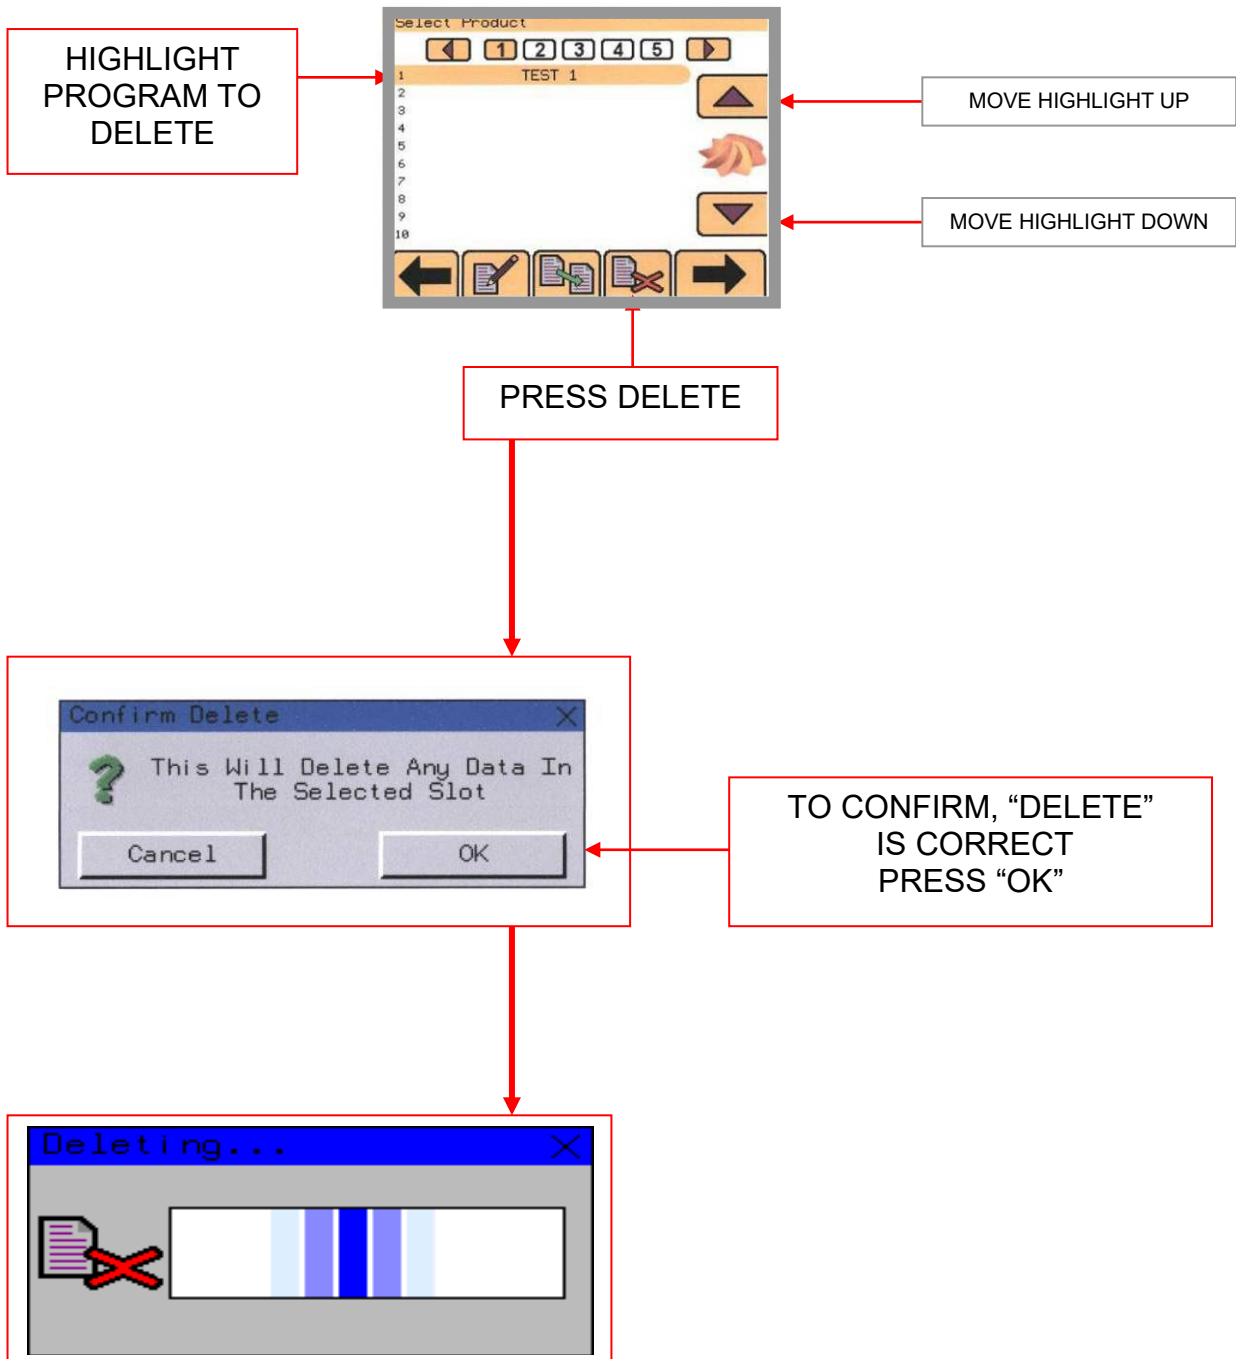 Select Product
1 2 3 4 5
HIGHLIGHT
PROGRAM TO
DELETE
1 TEST 1
2
3
4
5
6
7
8
9
10
MOVE HIGHLIGHT UP
MOVE HIGHLIGHT DOWN
PRESS DELETE
Confirm Delete
This Will Delete Any Data In
The Selected Slot
Cancel OK
TO CONFIRM, “DELETE”
IS CORRECT
PRESS “OK”
Deleting...